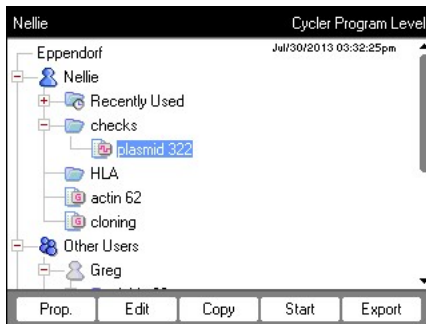 Nellie Cycler Program Level
Eppendorf Jul/30/2013 03:32:25pm
Nellie
Recently Used
checks
plasmid 322
HLA
actin 62
cloning
Other Users
Greg
Prop. Edit Copy Start Export